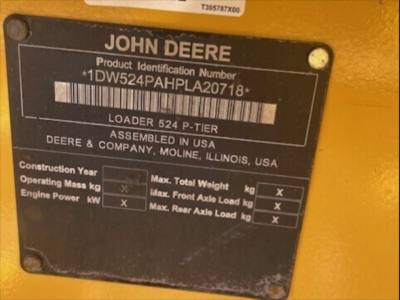 T395787X00
JOHN DEERE
Product Identification Number
*1DW524PAHPLA20718*
LOADER 524 P-TIER
ASSEMBLED IN USA
DEERE & COMPANY, MOLINE, ILLINOIS, USA
Construction Year
Operating Mass kg X
Engine Power kW X
Max. Total Weight kg X
Max. Front Axle Load kg X
Max. Rear Axle Load kg X